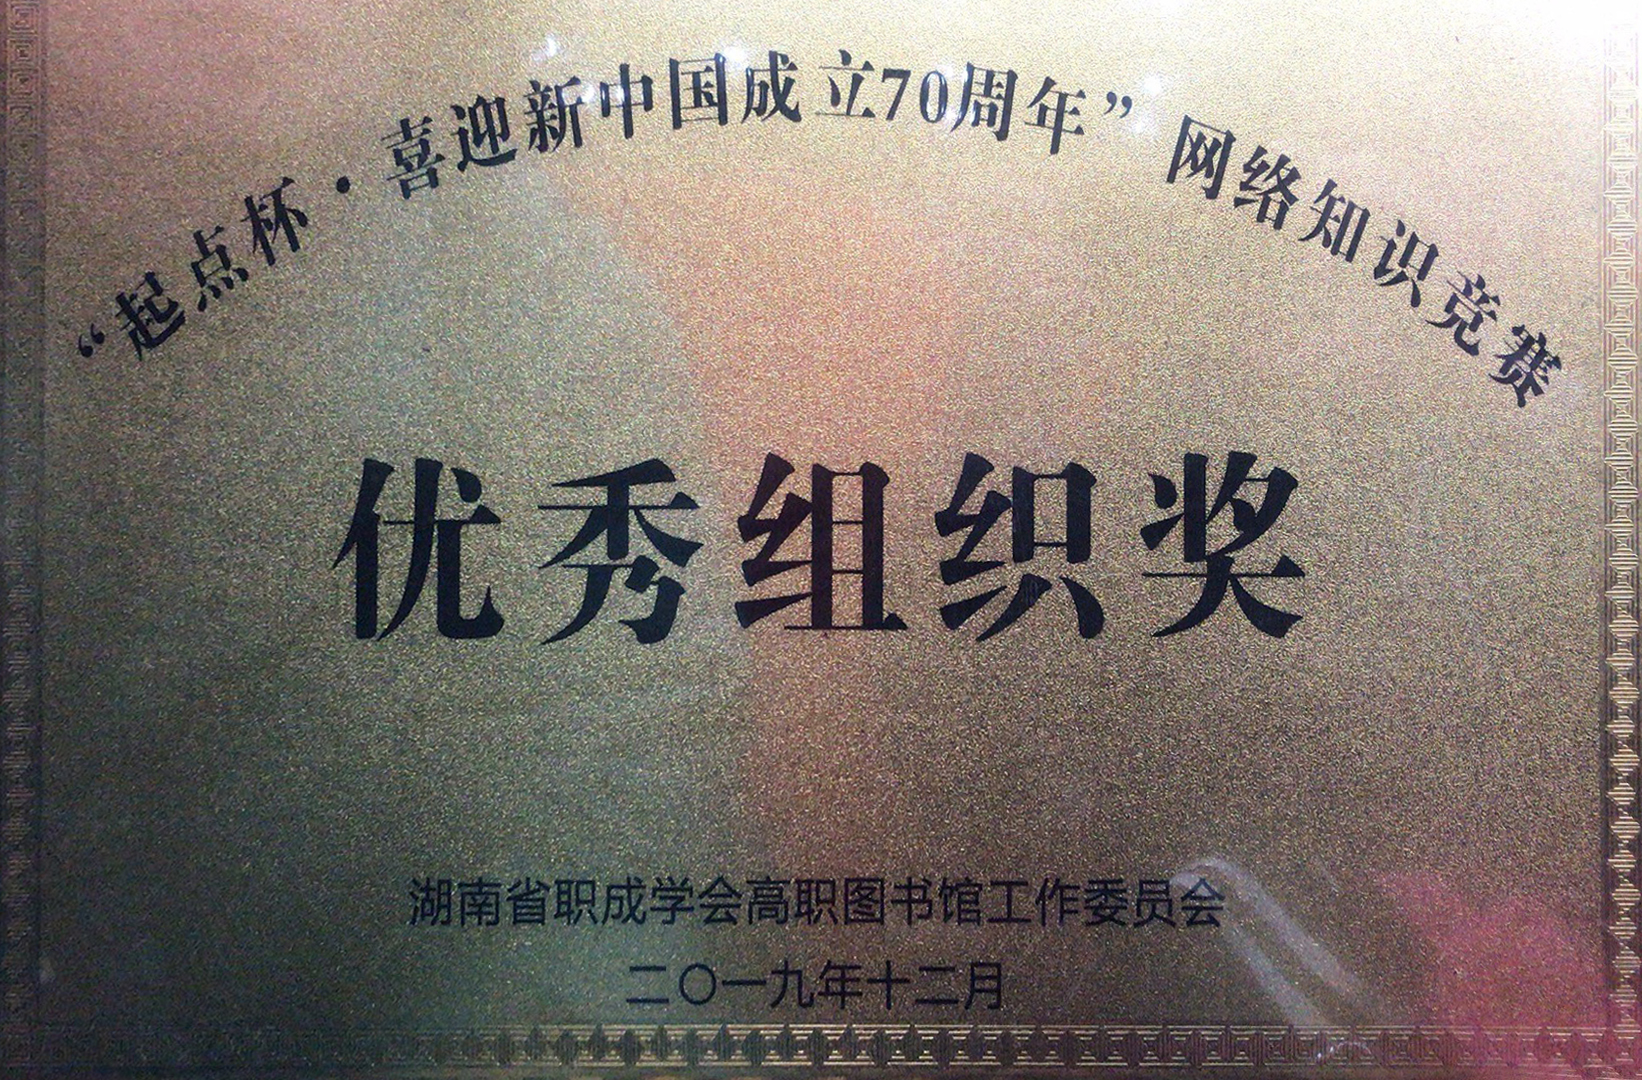 “起点杯·喜迎新中国成立70周年”网络知识竞赛
优秀组织奖
湖南省职成学会高职图书馆工作委员会
二〇一九年十二月